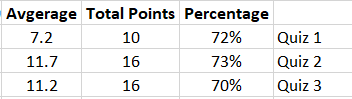 Avgerage Total Points Percentage
7.2 10 72% Quiz 1
11.7 16 73% Quiz 2
11.2 16 70% Quiz 3